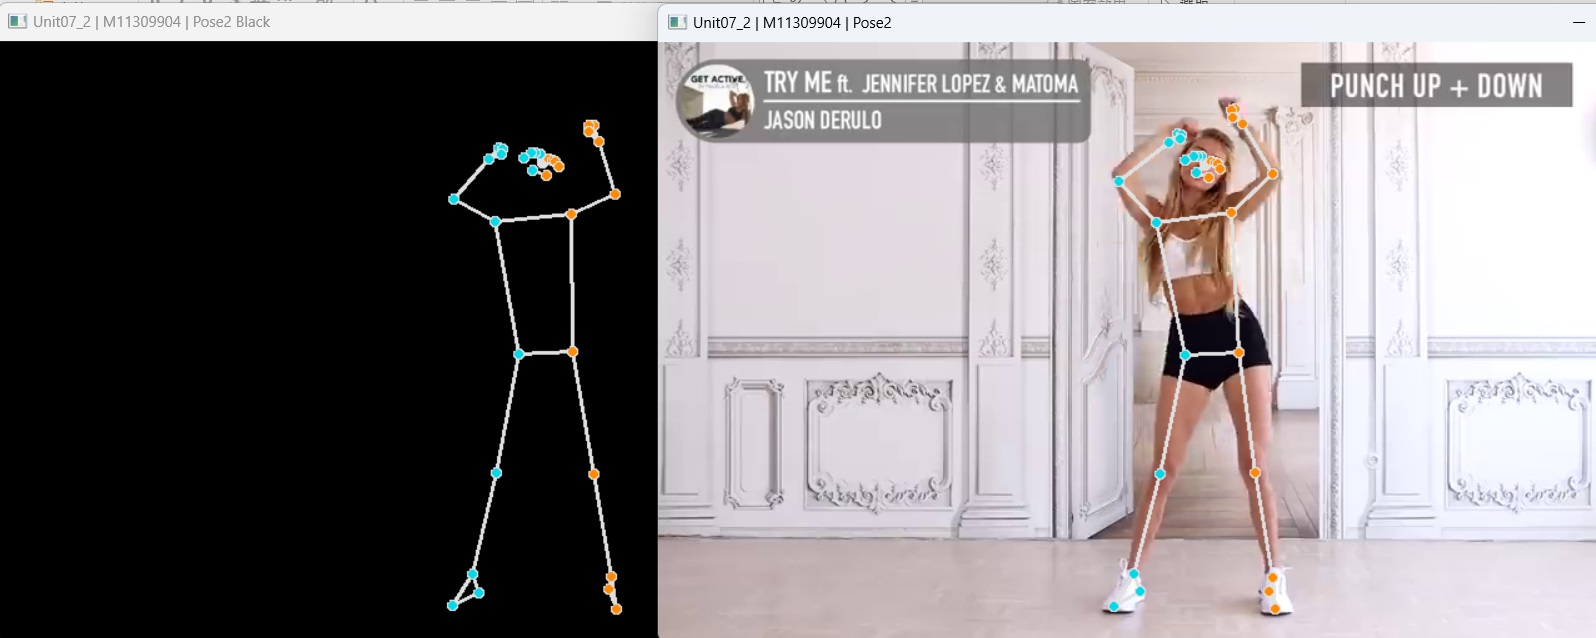 Unit07_2 | M11309904 | Pose2 Black
Unit07_2 | M11309904 | Pose2
GET ACTIVE.
TRY ME ft. JENNIFER LOPEZ & MATOMA
JASON DERULO
PUNCH UP + DOWN